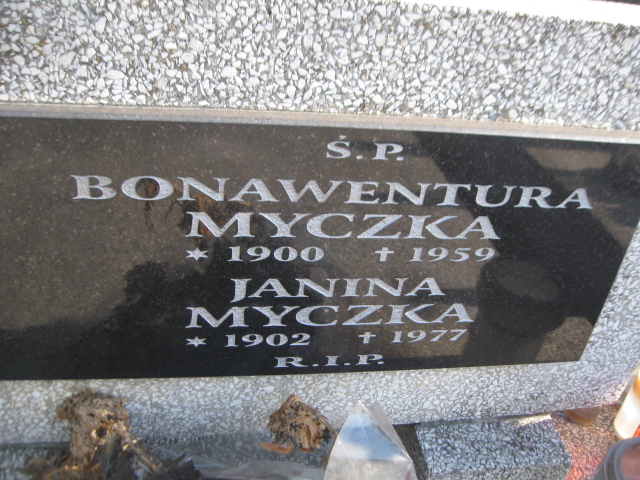 Ś. P.
BONAWENTURA
MYCZKA
* 1900 † 1959
JANINA
MYCZKA
* 1902 † 1977
R.I.P.